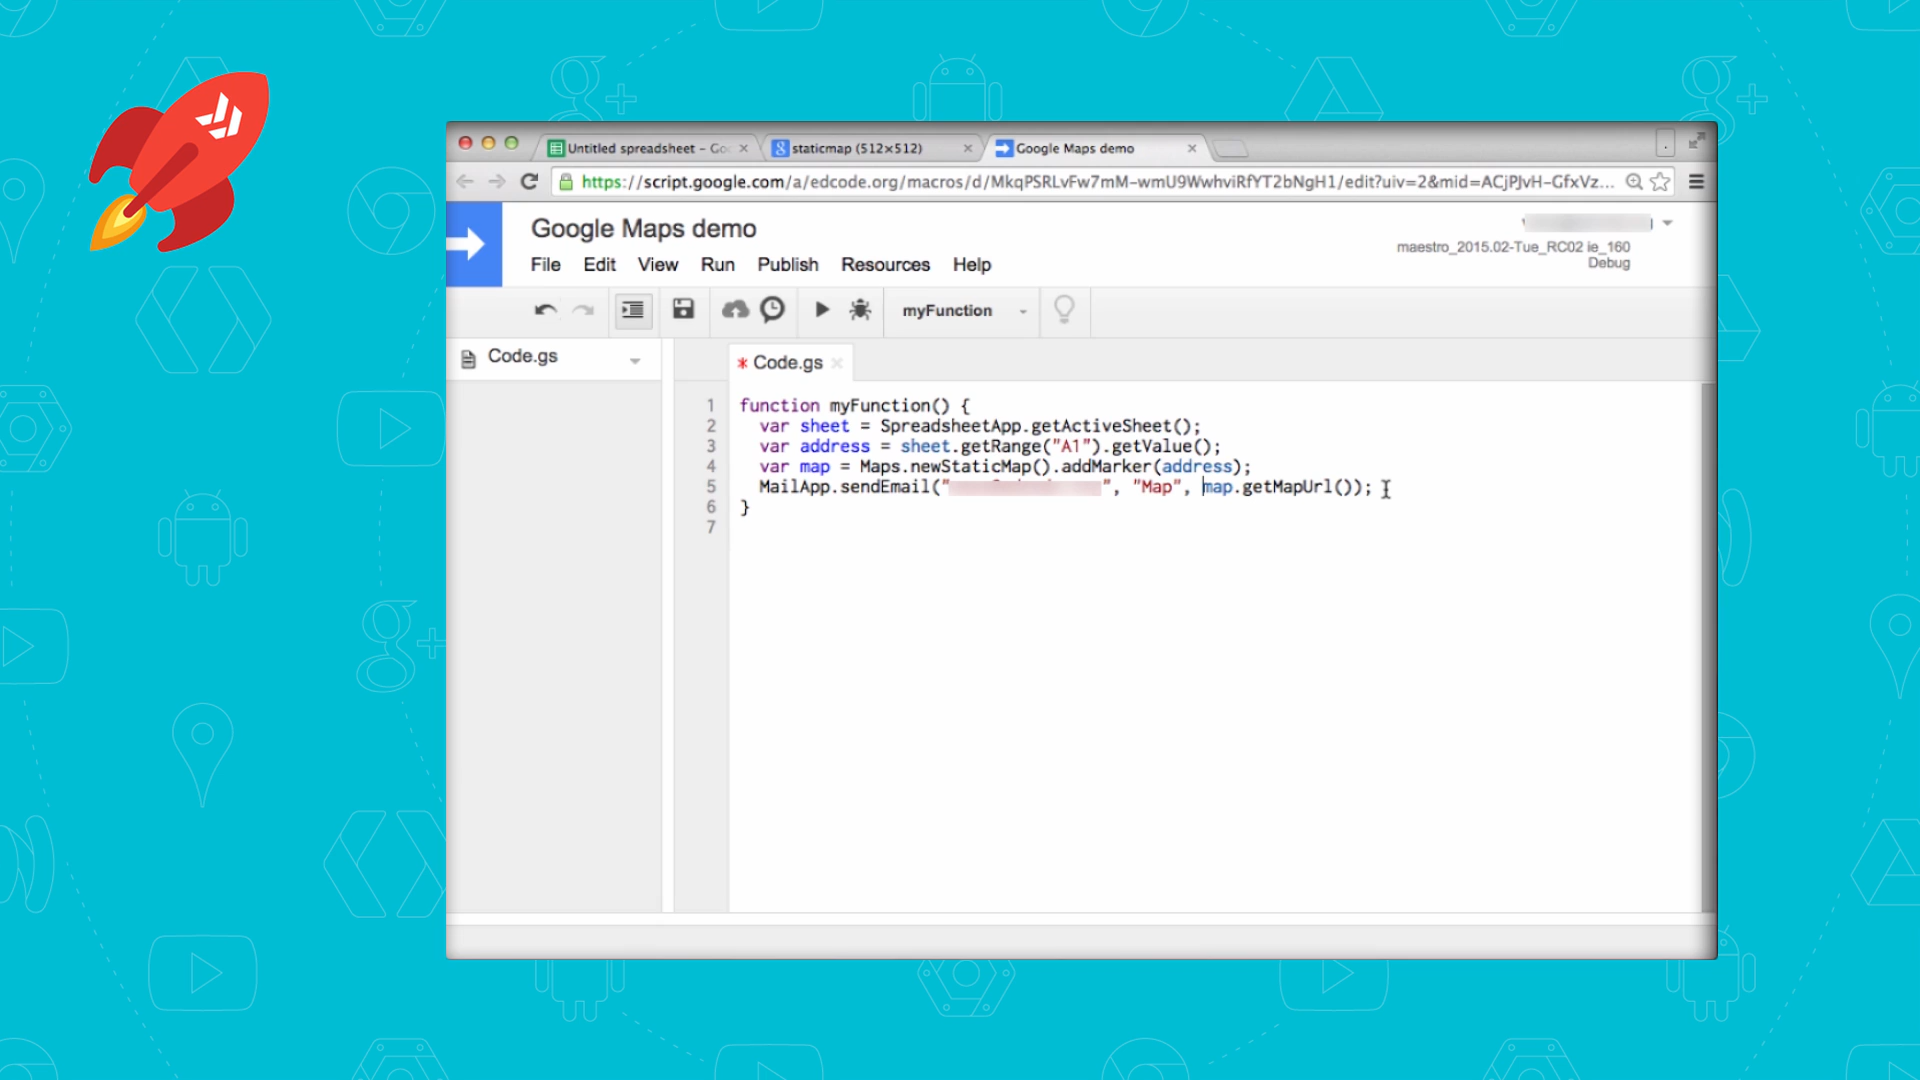 Untitled spreadsheet – Go
staticmap (512×512)
Google Maps demo
https://script.google.com/a/edcode.org/macros/d/MkqPSRLvFw7mM-wmU9WwhviRfYT2bNgH1/edit?uiv=2&mid=ACjPJvH-GfxVz...
Google Maps demo
maestro_2015.02-Tue_RC02 ie_160
Debug
File Edit View Run Publish Resources Help
myFunction
Code.gs
* Code.gs
1 function myFunction() {
2 var sheet = SpreadsheetApp.getActiveSheet();
3 var address = sheet.getRange("A1").getValue();
4 var map = Maps.newStaticMap().addMarker(address);
5 MailApp.sendEmail("", "Map", map.getMapUrl());
6 }
7